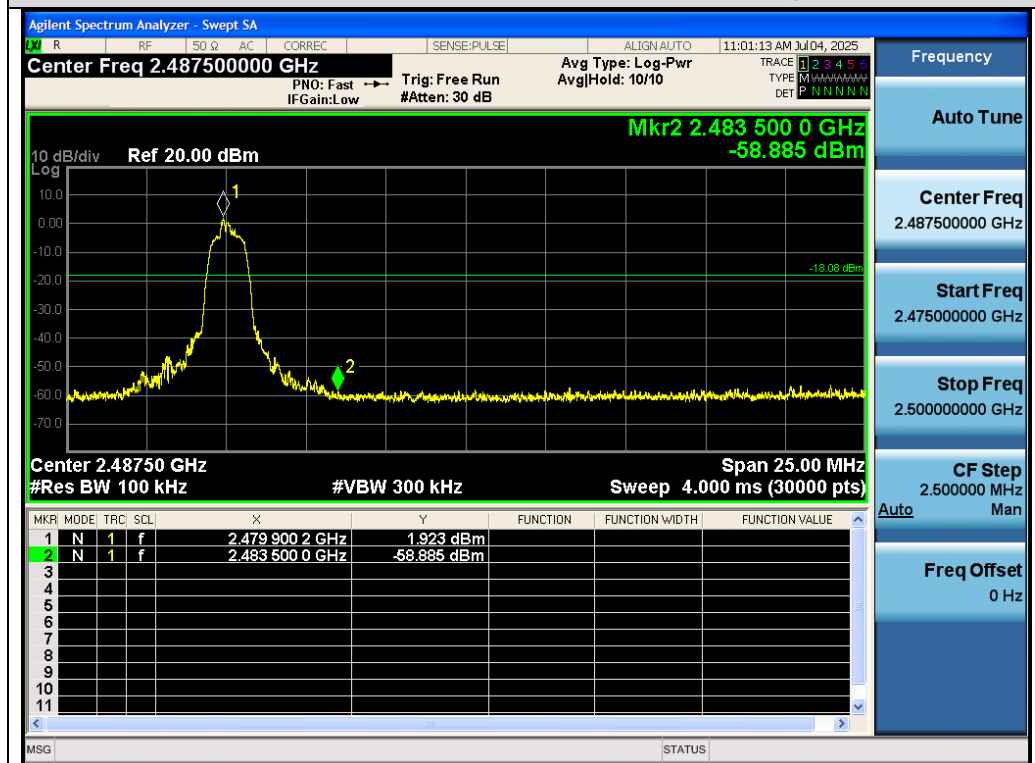 Agilent Spectrum Analyzer - Swept SA
LXI R RF 50 Ω AC CORREC SENSE:PULSE ALIGN AUTO 11:01:13 AM Jul 04, 2025
Center Freq 2.487500000 GHz
PNO: Fast
IFGain:Low
Trig: Free Run
#Atten: 30 dB
Avg Type: Log-Pwr
Avg|Hold: 10/10
TRACE 1 2 3 4 5 6
TYPE M WWWWW
DET P N N N N N
Mkr2 2.483 500 0 GHz
-58.885 dBm
10 dB/div Ref 20.00 dBm
Log
10.0
0.00
-10.0
-20.0
-30.0
-40.0
-50.0
-60.0
-70.0
1
2
-18.08 dBm
Center 2.48750 GHz Span 25.00 MHz
#Res BW 100 kHz #VBW 300 kHz Sweep 4.000 ms (30000 pts)
MKR MODE TRC SCL X Y FUNCTION FUNCTION WIDTH FUNCTION VALUE
1 N 1 f 2.479 900 2 GHz 1.923 dBm
2 N 1 f 2.483 500 0 GHz -58.885 dBm
3
4
5
6
7
8
9
10
11
MSG STATUS
Frequency
Auto Tune
Center Freq
2.487500000 GHz
Start Freq
2.475000000 GHz
Stop Freq
2.500000000 GHz
CF Step
2.500000 MHz
Auto Man
Freq Offset
0 Hz